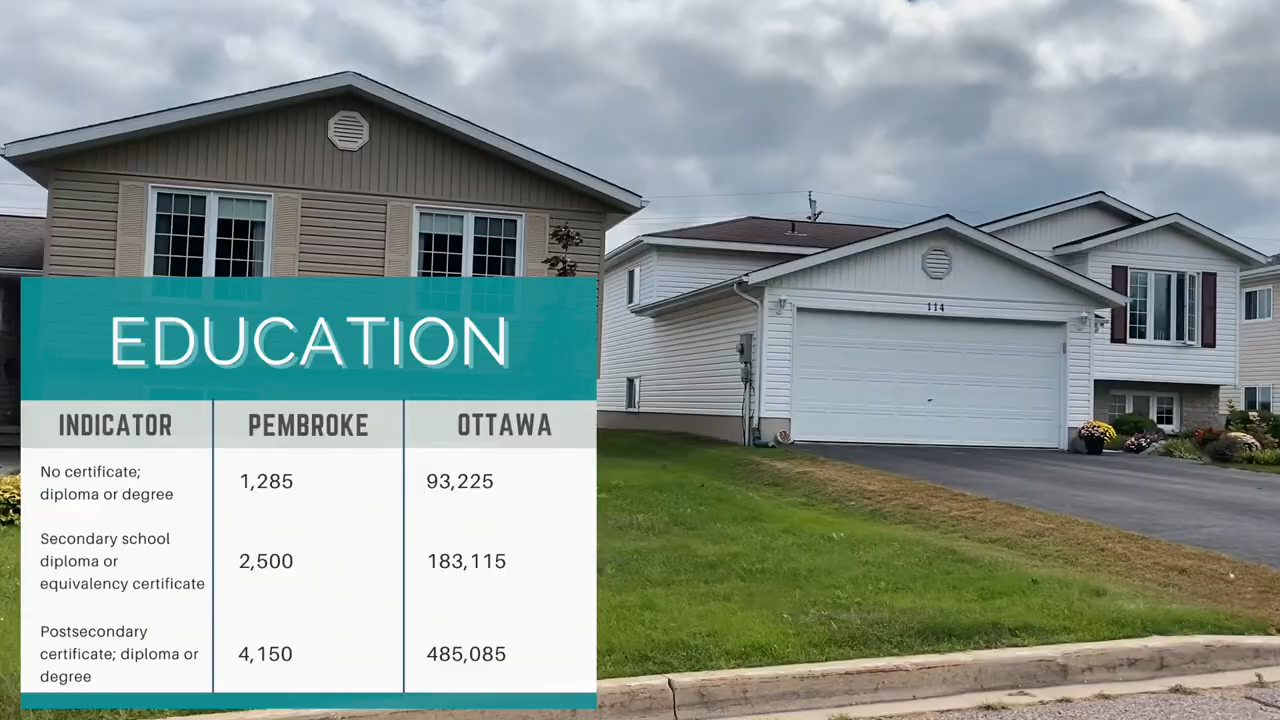 114
EDUCATION
INDICATOR PEMBROKE OTTAWA
No certificate;
diploma or degree
1,285 93,225
Secondary school
diploma or
equivalency certificate
2,500 183,115
Postsecondary
certificate; diploma or
degree
4,150 485,085